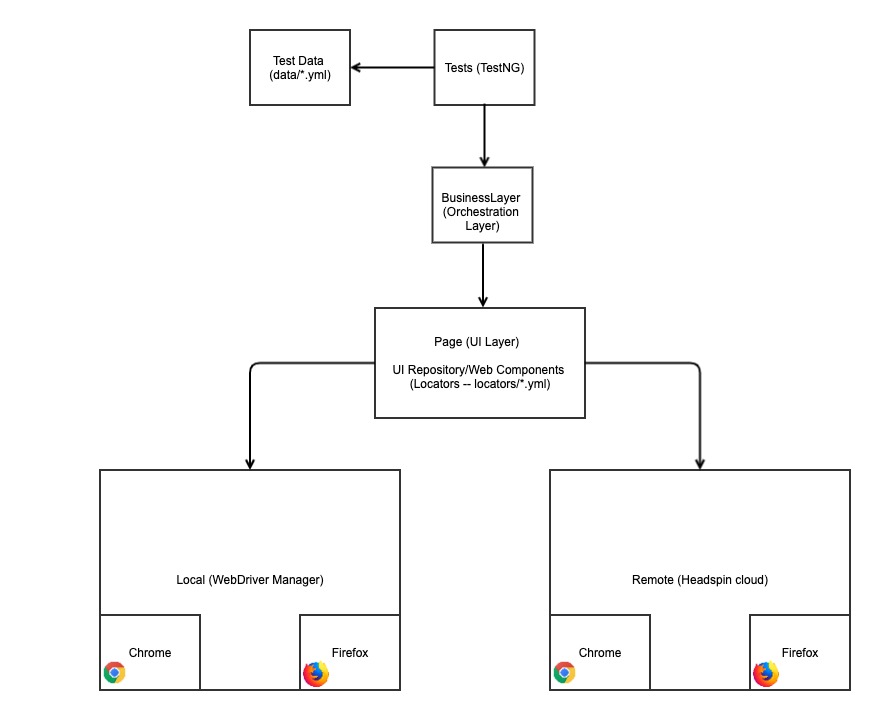 Test Data
(data/*.yml)
Tests (TestNG)
BusinessLayer
(Orchestration
Layer)
Page (UI Layer)
UI Repository/Web Components
(Locators -- locators/*.yml)
Local (WebDriver Manager)
Remote (Headspin cloud)
Chrome
Firefox
Chrome
Firefox